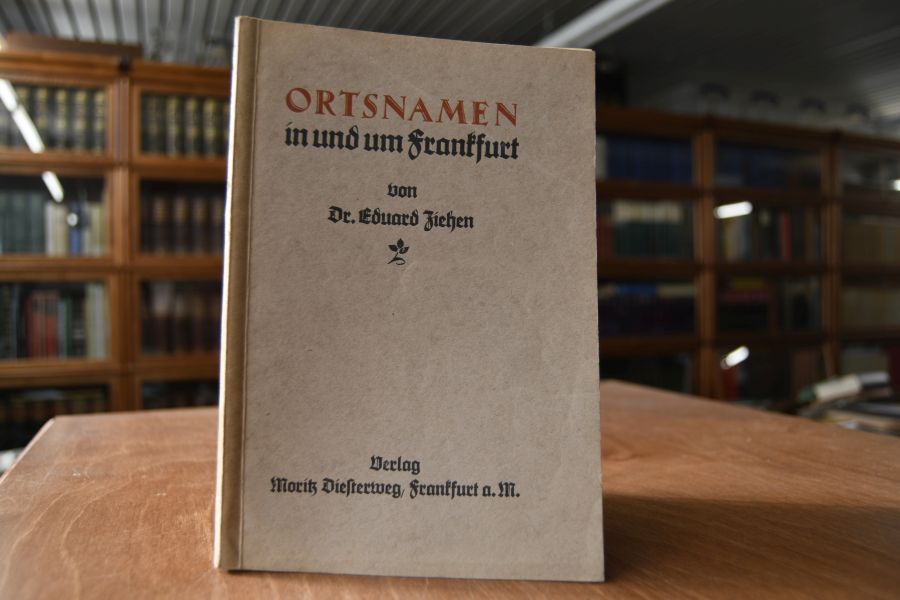 ORTSNAMEN
in und um Frankfurt
von
Dr. Eduard Ziehen
Verlag
Moritz Diesterweg, Frankfurt a. M.